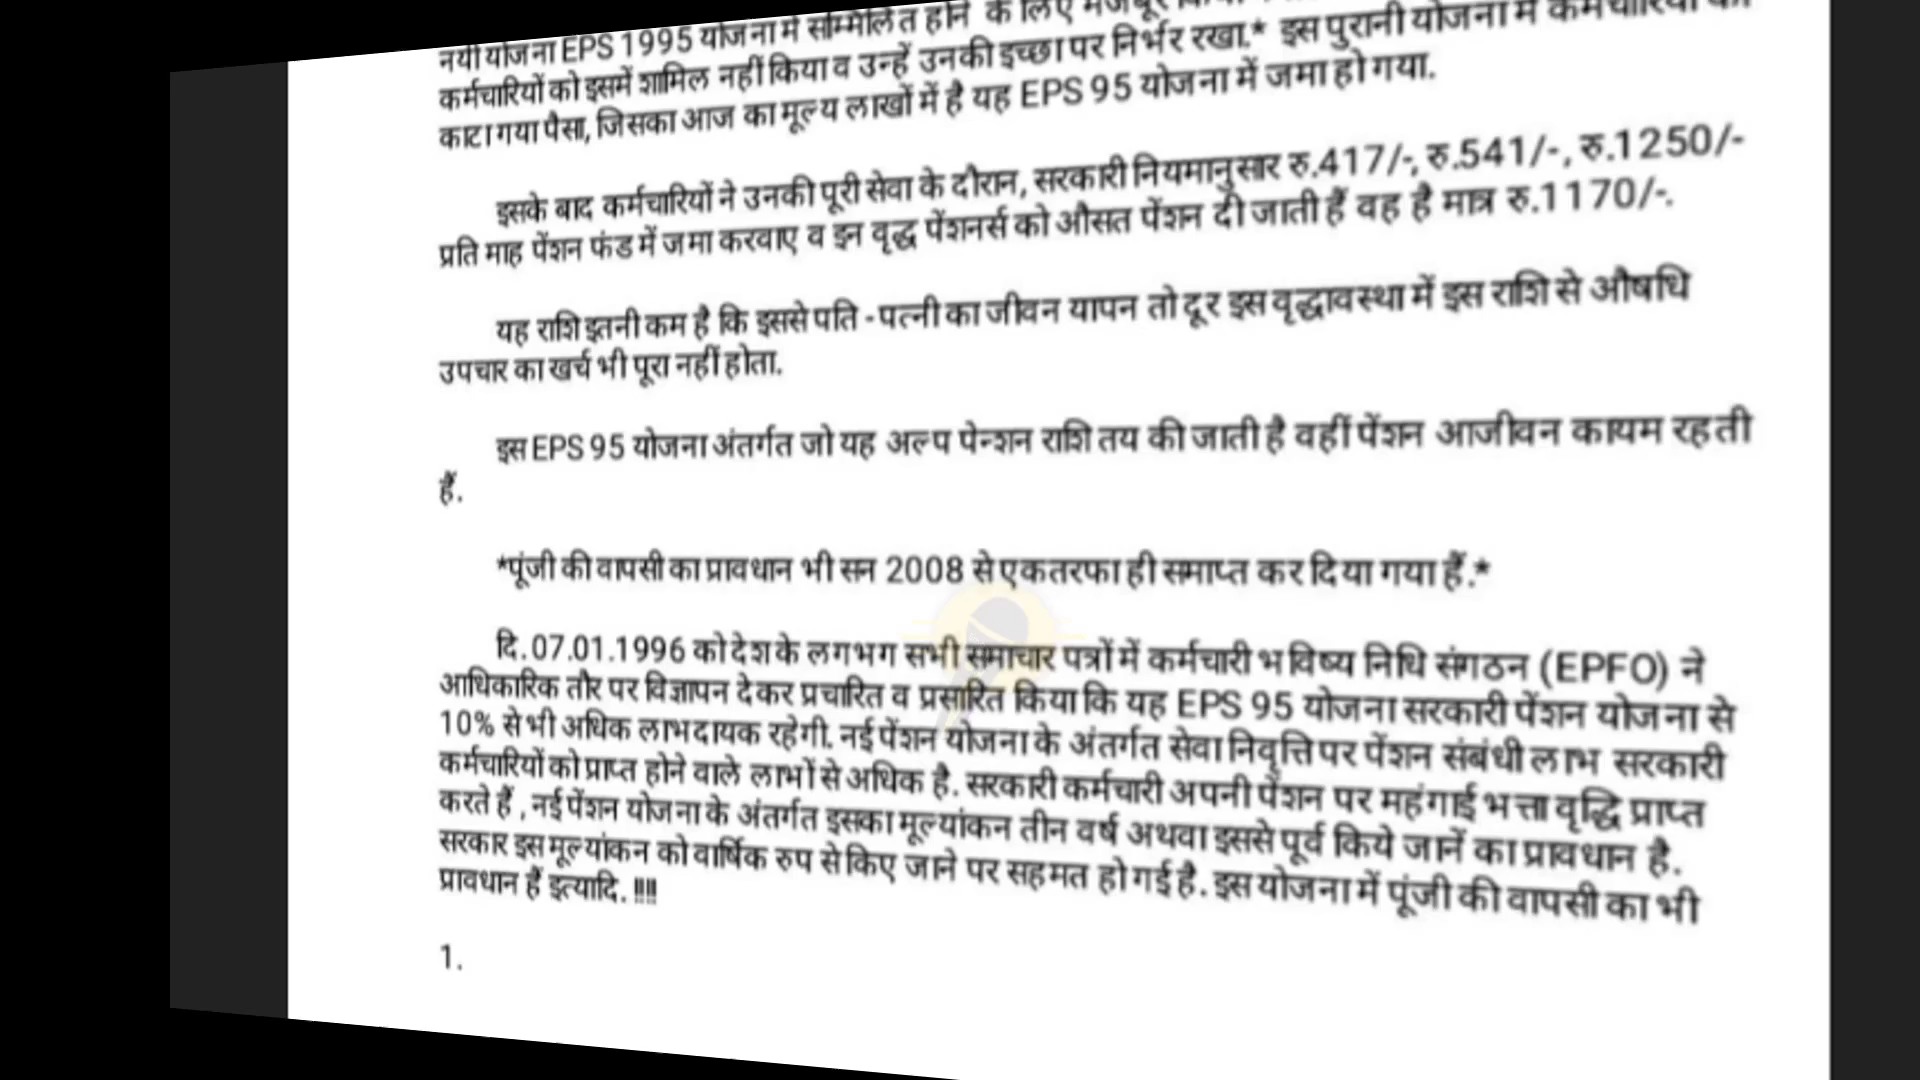 नयी योजना EPS 1995 योजना में सम्मिलित होने के लिए मजबूर
कर्मचारियों को इसमें शामिल नहीं किया व उन्हें उनकी इच्छा पर निर्भर रखा.* इस पुरानी योजना में कर्मचारियों
काटा गया पैसा, जिसका आज का मूल्य लाखों में है यह EPS 95 योजना में जमा हो गया.
इसके बाद कर्मचारियों ने उनकी पूरी सेवा के दौरान, सरकारी नियमानुसार रु.417/-, रु.541/-, रु.1250/-
प्रति माह पेंशन फंड में जमा करवाए व इन वृद्ध पेंशनर्स को औसत पेंशन दी जाती हैं वह है मात्र रु.1170/-.
यह राशि इतनी कम है कि इससे पति -पत्नी का जीवन यापन तो दूर इस वृद्धावस्था में इस राशि से औषधि
उपचार का खर्च भी पूरा नहीं होता.
इस EPS 95 योजना अंतर्गत जो यह अल्प पेन्शन राशि तय की जाती है वहीं पेंशन आजीवन कायम रहती
हैं.
*पूंजी की वापसी का प्रावधान भी सन 2008 से एकतरफा ही समाप्त कर दिया गया हैं.*
दि.07.01.1996 को देश के लगभग सभी समाचार पत्रों में कर्मचारी भविष्य निधि संगठन (EPFO) ने
आधिकारिक तौर पर विज्ञापन देकर प्रचारित व प्रसारित किया कि यह EPS 95 योजना सरकारी पेंशन योजना से
10% से भी अधिक लाभदायक रहेगी. नई पेंशन योजना के अंतर्गत सेवा निवृत्ति पर पेंशन संबंधी लाभ सरकारी
कर्मचारियों को प्राप्त होने वाले लाभों से अधिक है. सरकारी कर्मचारी अपनी पेंशन पर महंगाई भत्ता वृद्धि प्राप्त
करते हैं , नई पेंशन योजना के अंतर्गत इसका मूल्यांकन तीन वर्ष अथवा इससे पूर्व किये जानें का प्रावधान है.
सरकार इस मूल्यांकन को वार्षिक रुप से किए जाने पर सहमत हो गई है. इस योजना में पूंजी की वापसी का भी
प्रावधान हैं इत्यादि. !!!!
1.